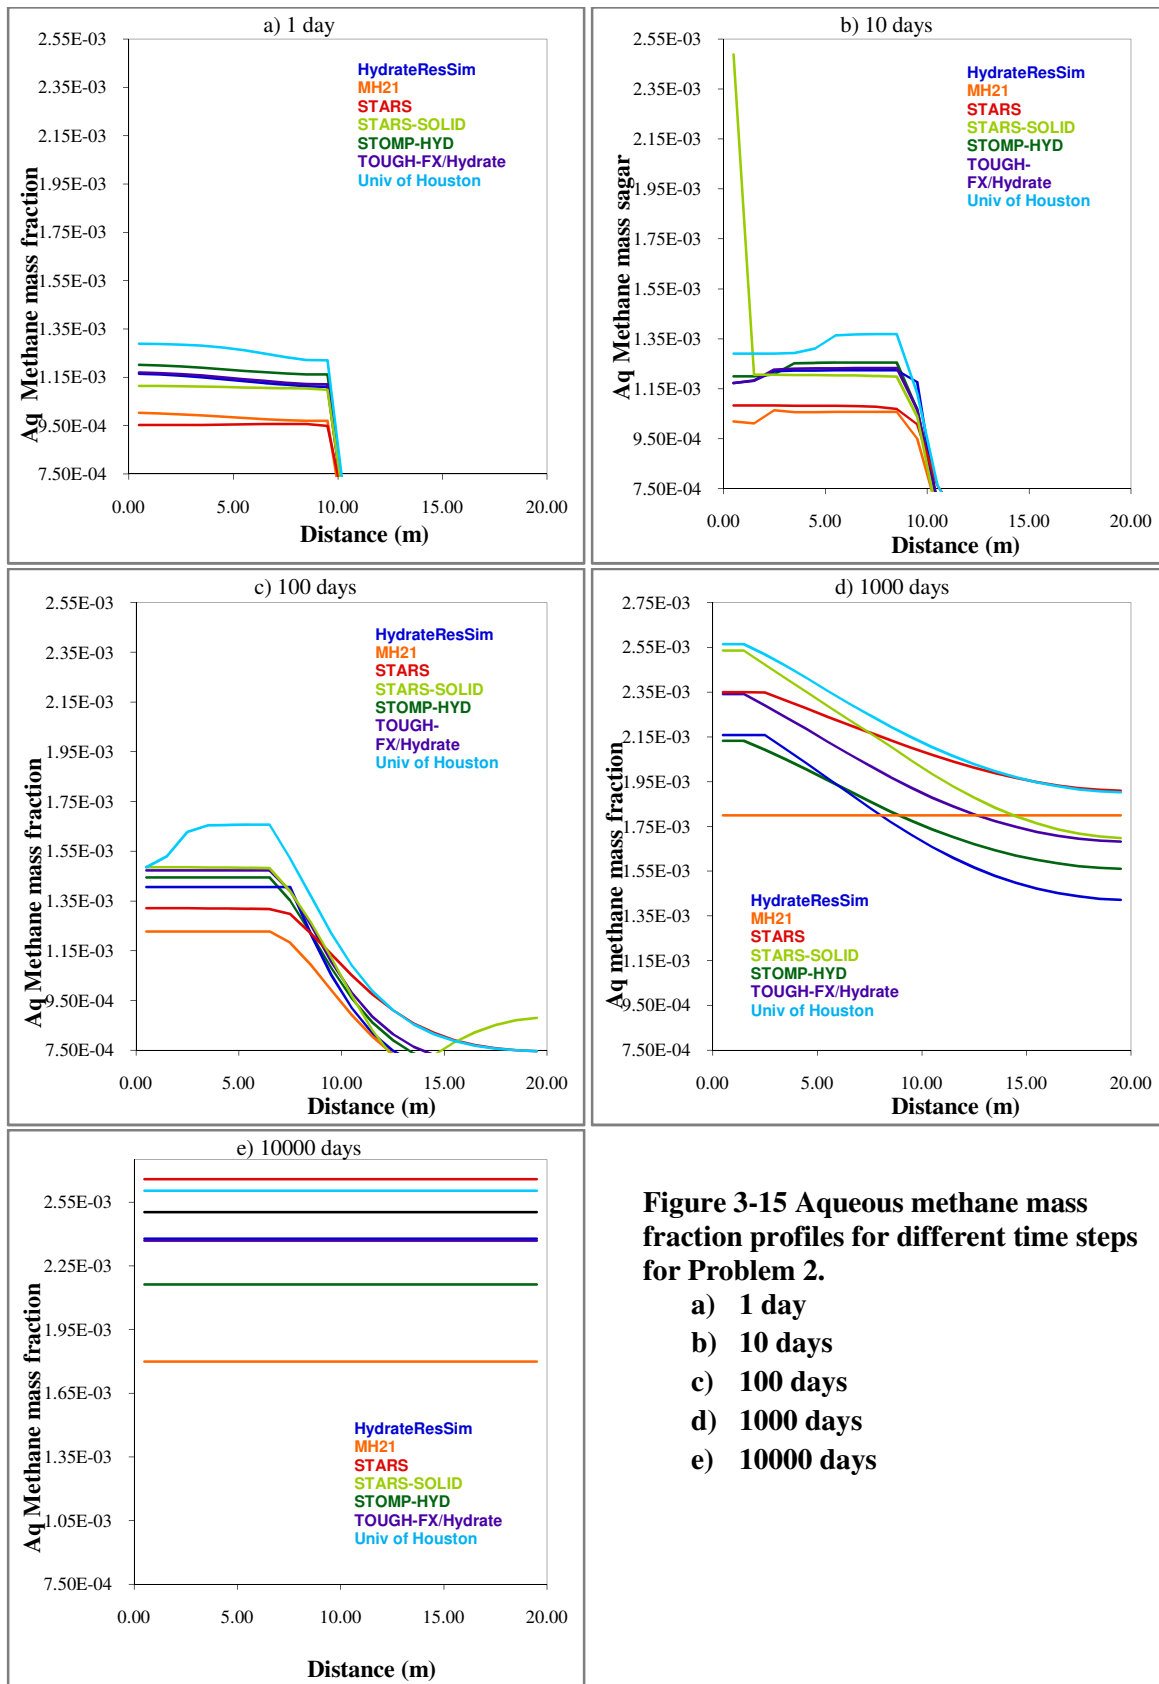 a) 1 day
2.55E-03
2.35E-03
2.15E-03
1.95E-03
1.75E-03
1.55E-03
1.35E-03
1.15E-03
9.50E-04
7.50E-04
Aq Methane mass fraction
HydrateResSim
MH21
STARS
STARS-SOLID
STOMP-HYD
TOUGH-FX/Hydrate
Univ of Houston
0.00 5.00 10.00 15.00 20.00
Distance (m)
b) 10 days
2.55E-03
2.35E-03
2.15E-03
1.95E-03
1.75E-03
1.55E-03
1.35E-03
1.15E-03
9.50E-04
7.50E-04
Aq Methane mass sagar
HydrateResSim
MH21
STARS
STARS-SOLID
STOMP-HYD
TOUGH-
FX/Hydrate
Univ of Houston
0.00 5.00 10.00 15.00 20.00
Distance (m)
c) 100 days
2.55E-03
2.35E-03
2.15E-03
1.95E-03
1.75E-03
1.55E-03
1.35E-03
1.15E-03
9.50E-04
7.50E-04
Aq Methane mass fraction
HydrateResSim
MH21
STARS
STARS-SOLID
STOMP-HYD
TOUGH-
FX/Hydrate
Univ of Houston
0.00 5.00 10.00 15.00 20.00
Distance (m)
d) 1000 days
2.75E-03
2.55E-03
2.35E-03
2.15E-03
1.95E-03
1.75E-03
1.55E-03
1.35E-03
1.15E-03
9.50E-04
7.50E-04
Aq methane mass fraction
HydrateResSim
MH21
STARS
STARS-SOLID
STOMP-HYD
TOUGH-FX/Hydrate
Univ of Houston
0.00 5.00 10.00 15.00 20.00
Distance (m)
e) 10000 days
2.55E-03
2.25E-03
1.95E-03
1.65E-03
1.35E-03
1.05E-03
7.50E-04
Aq Methane mass fraction
HydrateResSim
MH21
STARS
STARS-SOLID
STOMP-HYD
TOUGH-FX/Hydrate
Univ of Houston
0.00 5.00 10.00 15.00 20.00
Distance (m)
Figure 3-15 Aqueous methane mass
fraction profiles for different time steps
for Problem 2.
a) 1 day
b) 10 days
c) 100 days
d) 1000 days
e) 10000 days